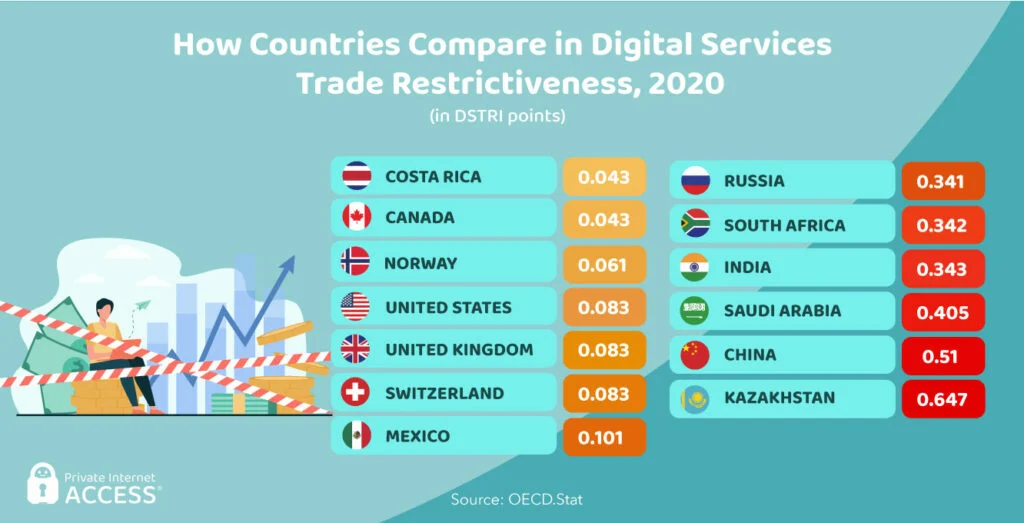 How Countries Compare in Digital Services
Trade Restrictiveness, 2020
(in DSTRI points)
COSTA RICA 0.043
CANADA 0.043
NORWAY 0.061
UNITED STATES 0.083
UNITED KINGDOM 0.083
SWITZERLAND 0.083
MEXICO 0.101
RUSSIA 0.341
SOUTH AFRICA 0.342
INDIA 0.343
SAUDI ARABIA 0.405
CHINA 0.51
KAZAKHSTAN 0.647
Private Internet
ACCESS®
Source: OECD.Stat